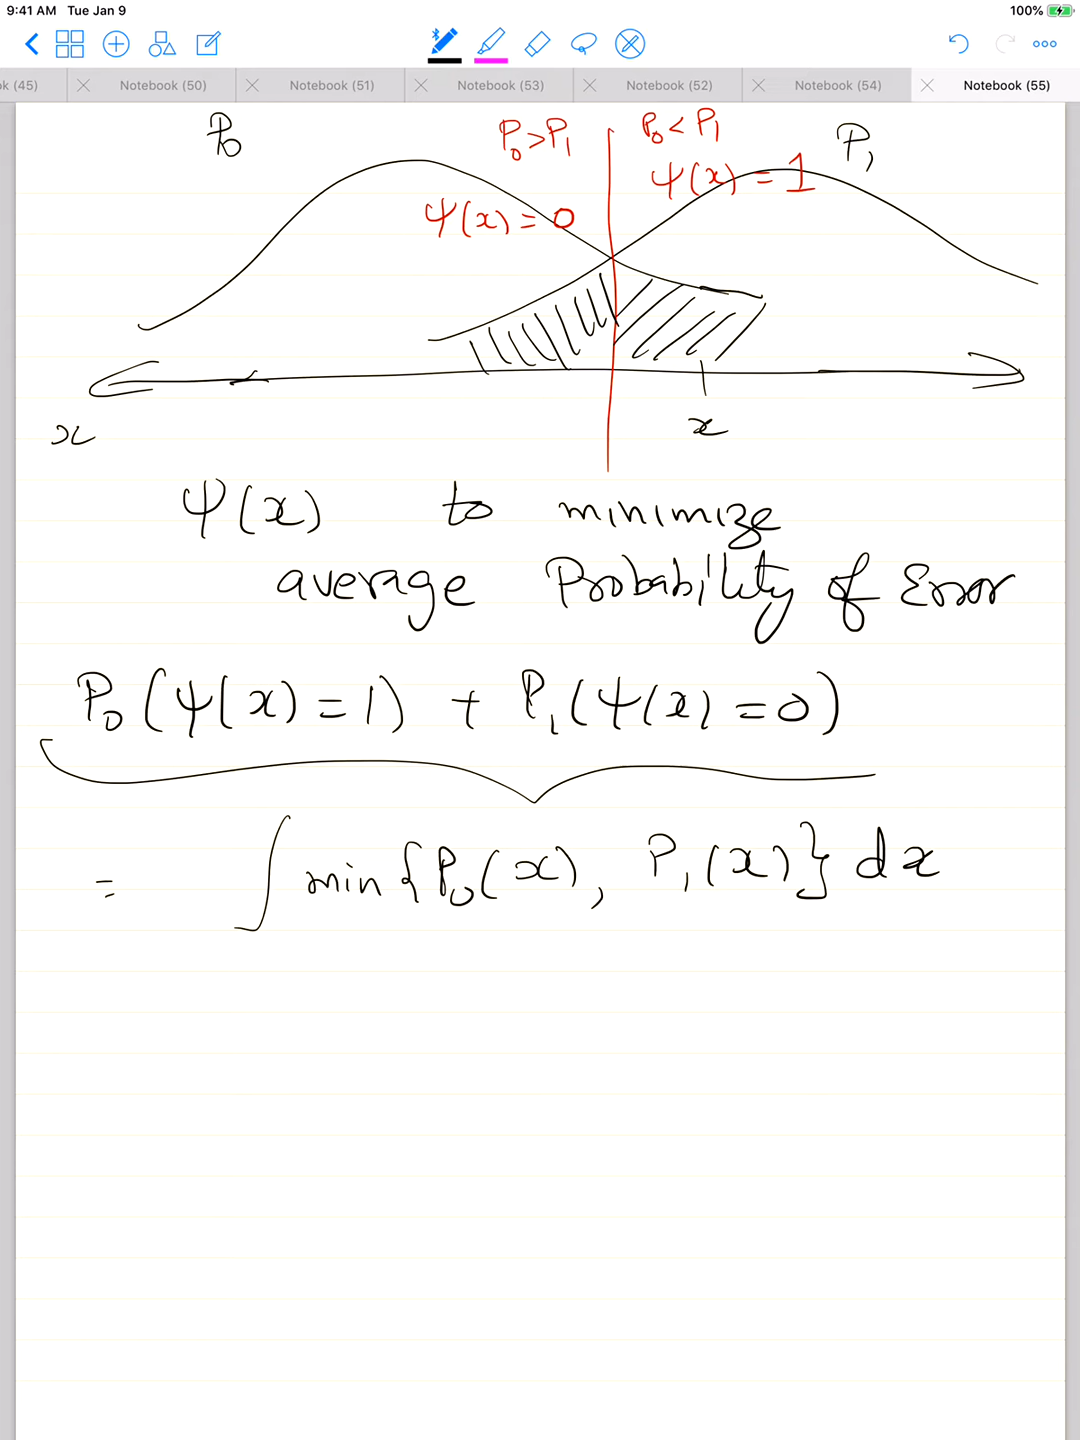 9:41 AM Tue Jan 9 100%
k (45) Notebook (50) Notebook (51) Notebook (53) Notebook (52) Notebook (54) Notebook (55)
P₀ P₀>P₁ P₀<P₁ P₁
ψ(x)=0 ψ(x)=1
x x
ψ(x) to minimize
average Probability of Error
P₀(ψ(x)=1) + P₁(ψ(x)=0)
= ∫ min{P₀(x), P₁(x)} dx